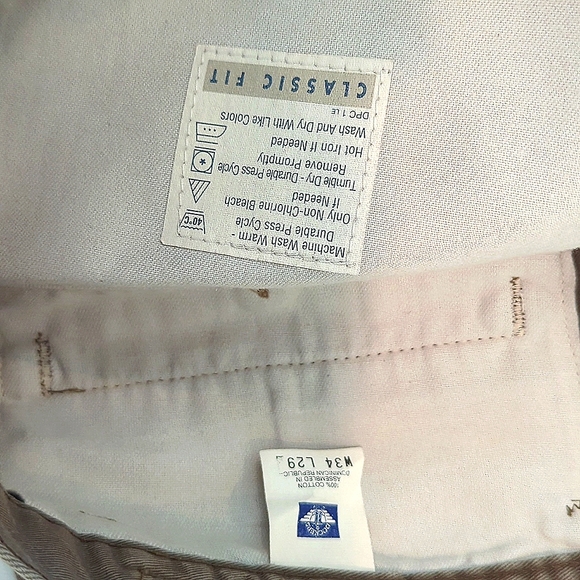 Machine Wash Warm -
Durable Press Cycle
Only Non-Chlorine Bleach
If Needed
Tumble Dry - Durable Press Cycle
Remove Promptly
Hot Iron If Needed
Wash And Dry With Like Colors
DPC 1 LE
40°C
CLASSIC FIT
DOCKERS
100% COTTON
ASSEMBLED IN
DOMINICAN REPUBLIC
W34 L29